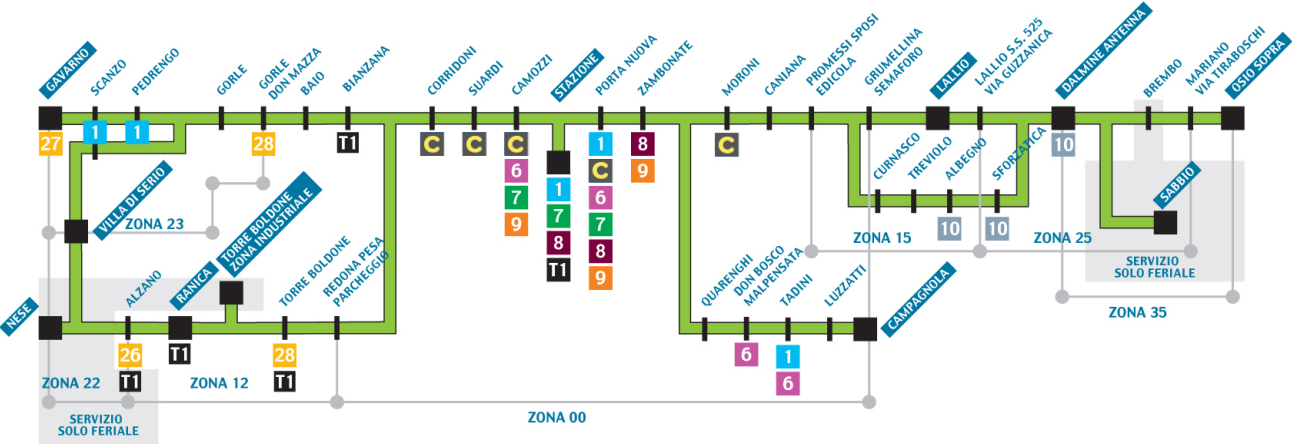 GAVARNO
SCANZO
PEDRENGO
GORLE
GORLE
DON MAZZA
BAIO
BIANZANA
CORRIDONI
SUARDI
CAMOZZI
STAZIONE
PORTA NUOVA
ZAMBONATE
MORONI
CANIANA
PROMESSI SPOSI
EDICOLA
GRUMELLINA
SEMAFORO
LALLIO
LALLIO S.S. 525
VIA GUZZANICA
DALMINE ANTENNA
BREMBO
MARIANO
VIA TIRABOSCHI
OSIO SOPRA
27
1
1
28
T1
C
C
C
6
7
9
1
7
8
T1
1
C
6
7
8
9
8
9
C
10
CURNASCO
TREVIOLO
ALBEGNO
SFORZATICA
10
10
SABBIO
VILLA DI SERIO
ZONA 23
TORRE BOLDONE
ZONA INDUSTRIALE
ZONA 15
ZONA 25
SERVIZIO
SOLO FERIALE
ZONA 35
NESE
ALZANO
RANICA
TORRE BOLDONE
REDONA PESA
PARCHEGGIO
QUARENGHI
DON BOSCO
MALPENSATA
TADINI
LUZZATTI
CAMPAGNOLA
26
T1
T1
28
T1
6
1
6
ZONA 22
ZONA 12
ZONA 00
SERVIZIO
SOLO FERIALE